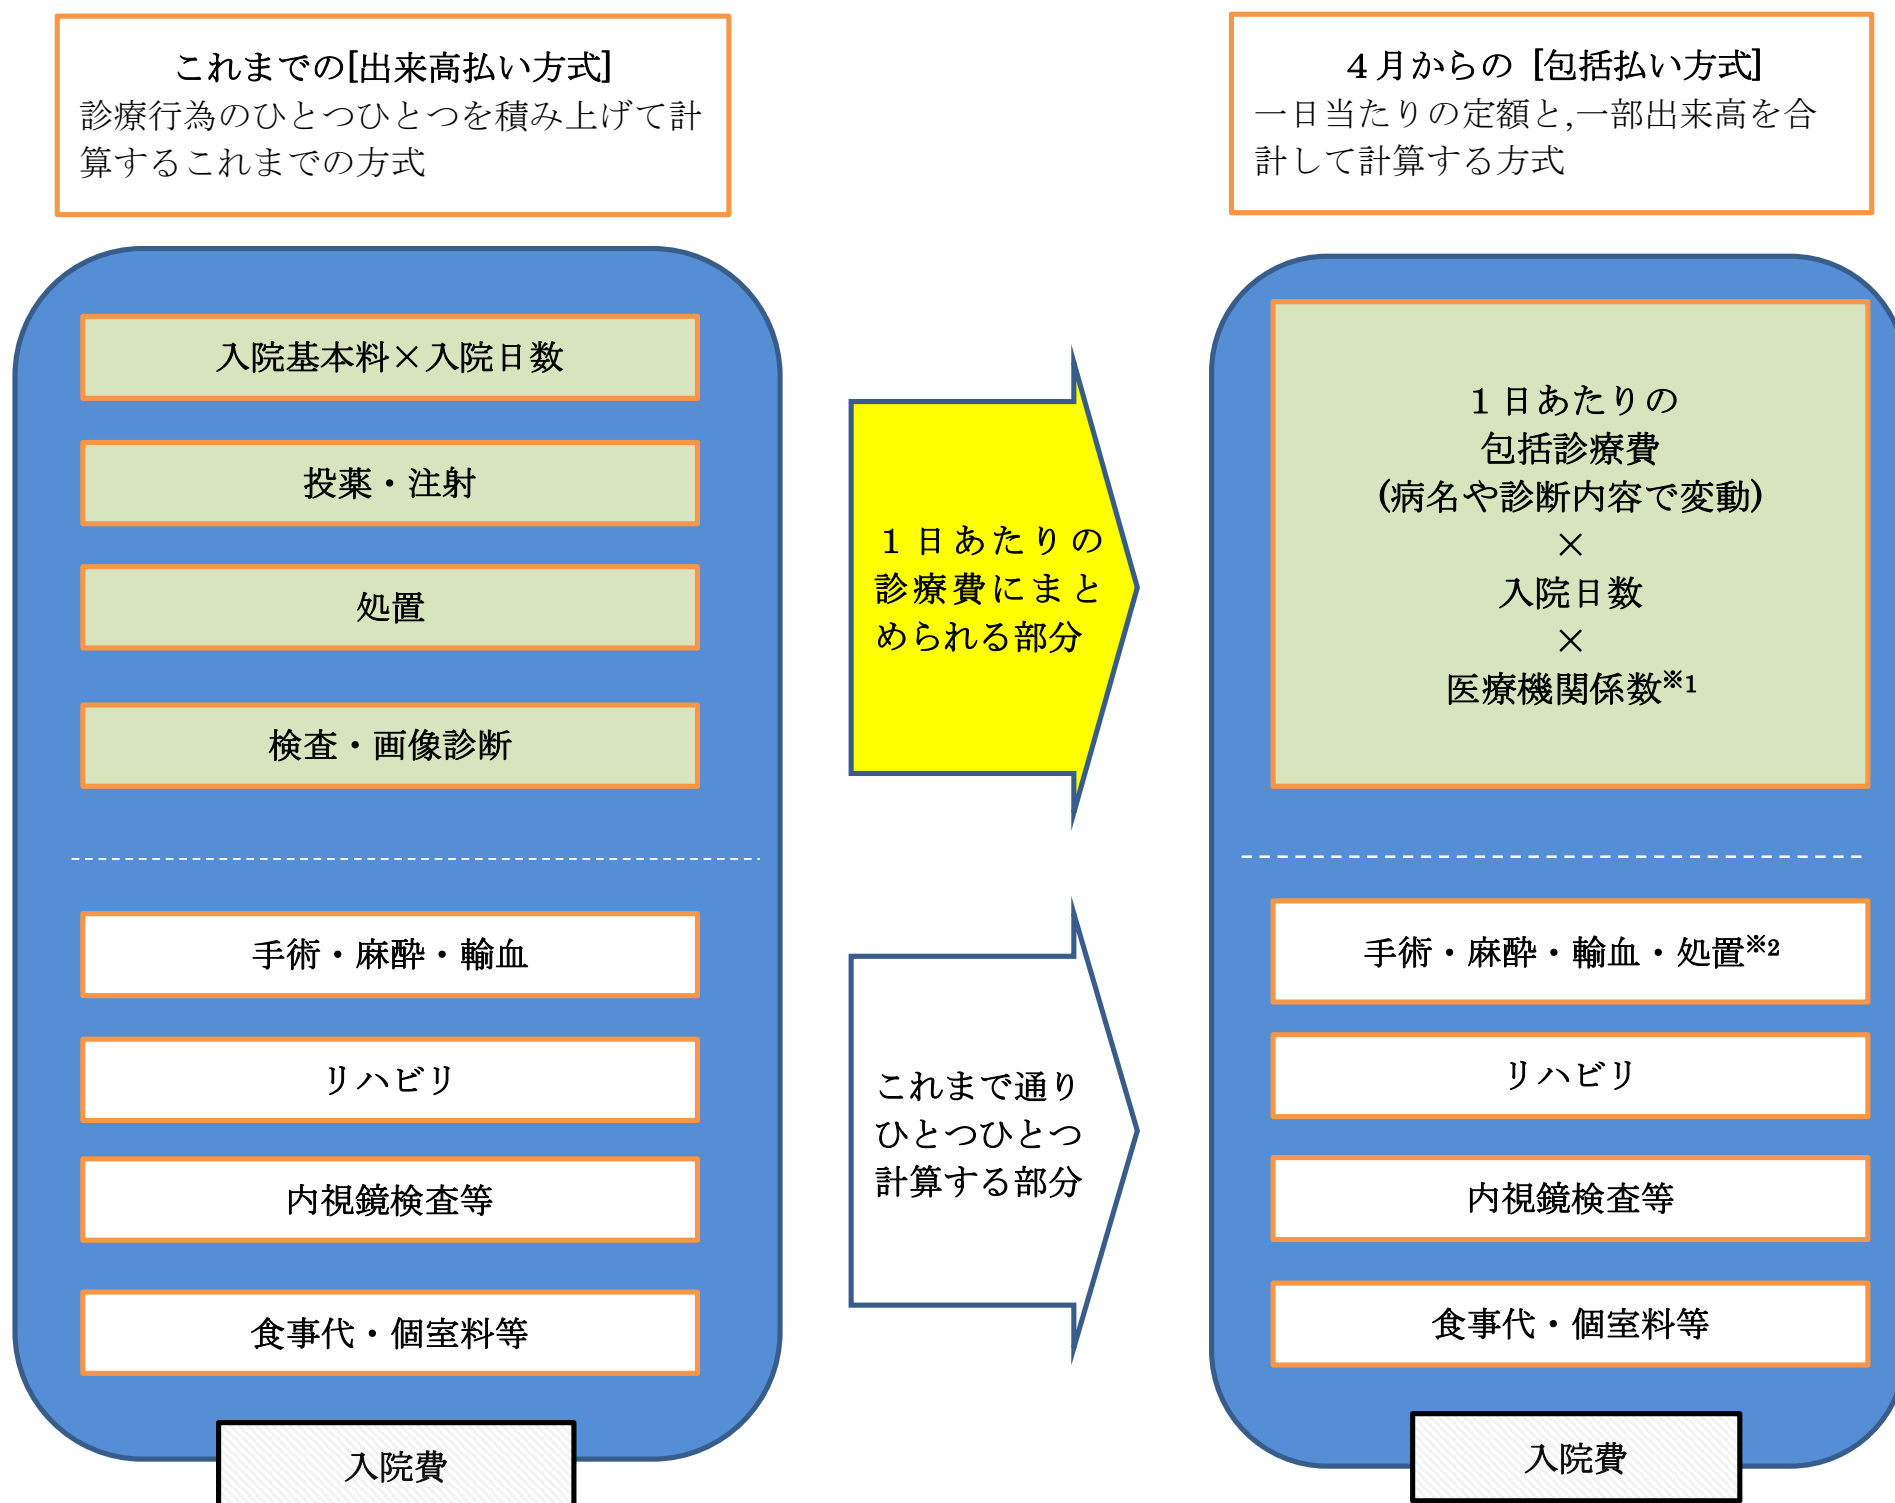 これまでの[出来高払い方式]
診療行為のひとつひとつを積み上げて計
算するこれまでの方式
４月からの [包括払い方式]
一日当たりの定額と,一部出来高を合
計して計算する方式
入院基本料×入院日数
投薬・注射
処置
検査・画像診断
手術・麻酔・輸血
リハビリ
内視鏡検査等
食事代・個室料等
入院費
１日あたりの
診療費にまと
められる部分
これまで通り
ひとつひとつ
計算する部分
１日あたりの
包括診療費
(病名や診断内容で変動)
×
入院日数
×
医療機関係数※1
手術・麻酔・輸血・処置※2
リハビリ
内視鏡検査等
食事代・個室料等
入院費